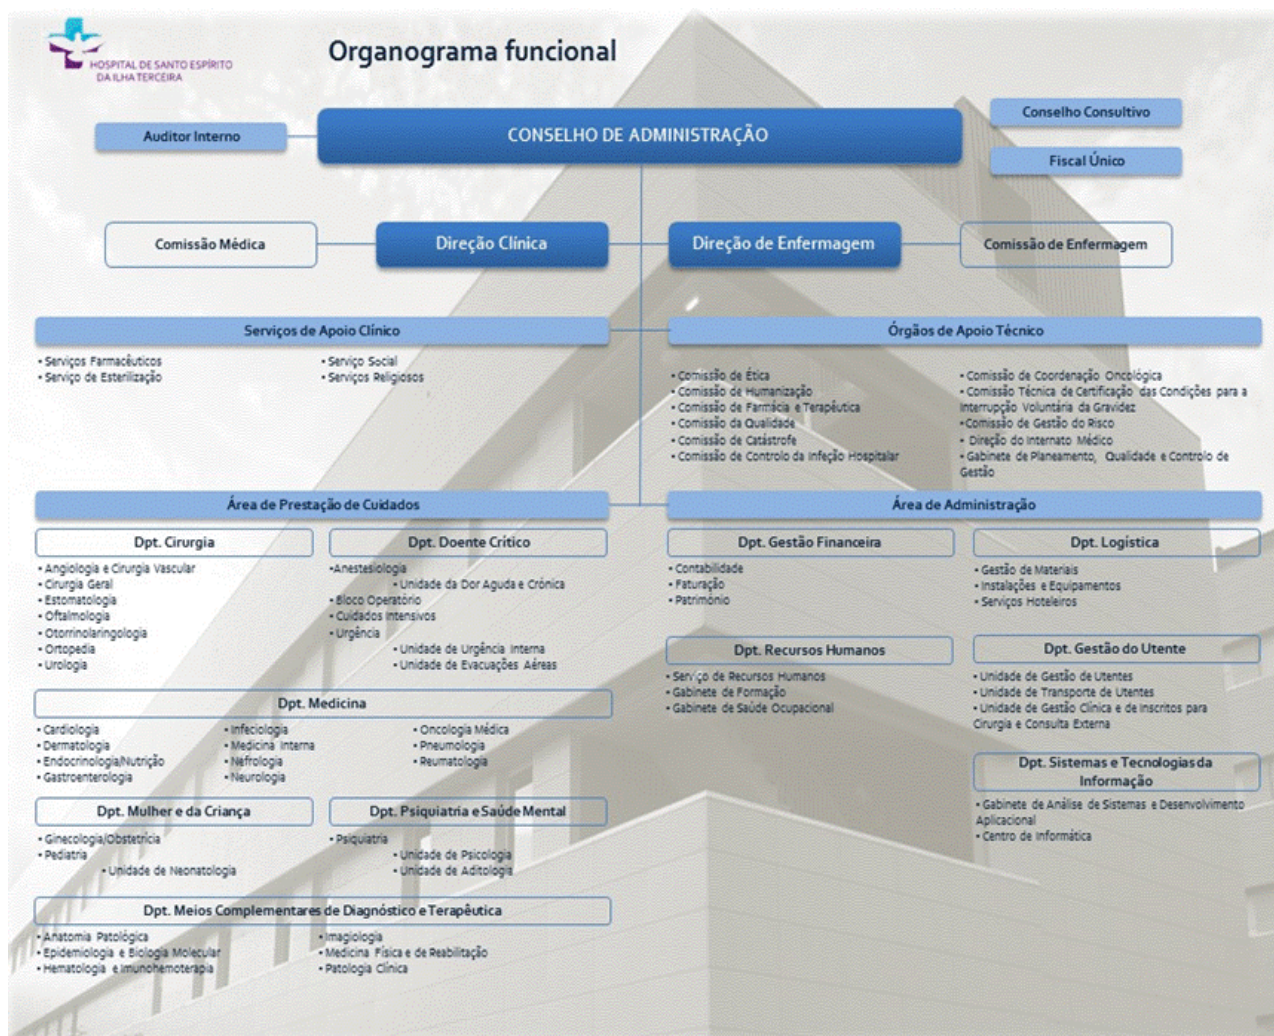 HOSPITAL DE SANTO ESPÍRITO
DA ILHA TERCEIRA
Organograma funcional
Auditor Interno
CONSELHO DE ADMINISTRAÇÃO
Conselho Consultivo
Fiscal Único
Comissão Médica
Direção Clínica
Direção de Enfermagem
Comissão de Enfermagem
Serviços de Apoio Clínico
• Serviços Farmacêuticos
• Serviço de Esterilização
• Serviço Social
• Serviços Religiosos
Órgãos de Apoio Técnico
• Comissão de Ética
• Comissão de Humanização
• Comissão de Farmácia e Terapêutica
• Comissão da Qualidade
• Comissão de Catástrofe
• Comissão de Controlo da Infeção Hospitalar
• Comissão de Coordenação Oncológica
• Comissão Técnica de Certificação das Condições para a
Interrupção Voluntária da Gravidez
•Comissão de Gestão do Risco
• Direção do Internato Médico
• Gabinete de Planeamento, Qualidade e Controlo de
Gestão
Área de Prestação de Cuidados
Dpt. Cirurgia
• Angiologia e Cirurgia Vascular
• Cirurgia Geral
• Estomatologia
• Oftalmologia
• Otorrinolaringologia
• Ortopedia
• Urologia
Dpt. Doente Crítico
•Anestesiologia
• Unidade da Dor Aguda e Crónica
• Bloco Operatório
• Cuidados Intensivos
• Urgência
• Unidade de Urgência Interna
• Unidade de Evacuações Aéreas
Dpt. Medicina
• Cardiologia
• Dermatologia
• Endocrinologia/Nutrição
• Gastroenterologia
• Infeciologia
• Medicina Interna
• Nefrologia
• Neurologia
• Oncologia Médica
• Pneumologia
• Reumatologia
Dpt. Mulher e da Criança
• Ginecologia/Obstetrícia
• Pediatria
• Unidade de Neonatologia
Dpt. Psiquiatria e Saúde Mental
• Psiquiatria
• Unidade de Psicologia
• Unidade de Aditologia
Dpt. Meios Complementares de Diagnóstico e Terapêutica
• Anatomia Patológica
• Epidemiologia e Biologia Molecular
• Hematologia e Imunohemoterapia
• Imagiologia
• Medicina Física e de Reabilitação
• Patologia Clínica
Área de Administração
Dpt. Gestão Financeira
• Contabilidade
• Faturação
• Património
Dpt. Logística
• Gestão de Materiais
• Instalações e Equipamentos
• Serviços Hoteleiros
Dpt. Recursos Humanos
• Serviço de Recursos Humanos
• Gabinete de Formação
• Gabinete de Saúde Ocupacional
Dpt. Gestão do Utente
• Unidade de Gestão de Utentes
• Unidade de Transporte de Utentes
• Unidade de Gestão Clínica e de Inscritos para
Cirurgia e Consulta Externa
Dpt. Sistemas e Tecnologias da
Informação
• Gabinete de Análise de Sistemas e Desenvolvimento
Aplicacional
• Centro de Informática